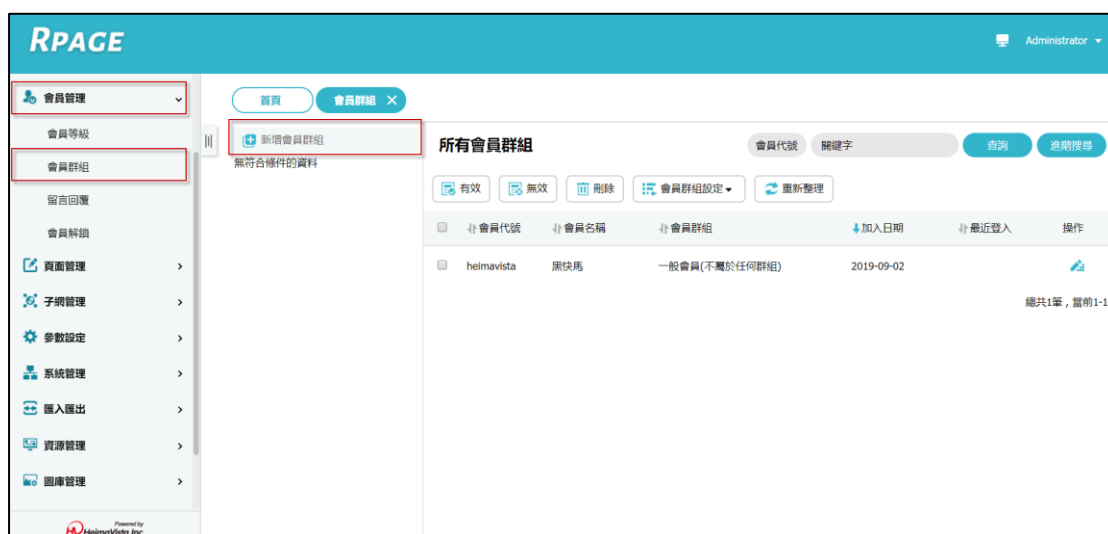 RPAGE
Administrator
會員管理
會員等級
會員群組
留言回覆
會員解鎖
頁面管理
子網管理
參數設定
系統管理
匯入匯出
資源管理
圖庫管理
Powered by
HeimaVista Inc
首頁 會員群組
新增會員群組
無符合條件的資料
所有會員群組 會員代號 關鍵字 查詢 進階搜尋
有效 無效 刪除 會員群組設定 重新整理
會員代號 會員名稱 會員群組 加入日期 最近登入 操作
heimavista 黑快馬 一般會員(不屬於任何群組) 2019-09-02
總共1筆,當前1-1